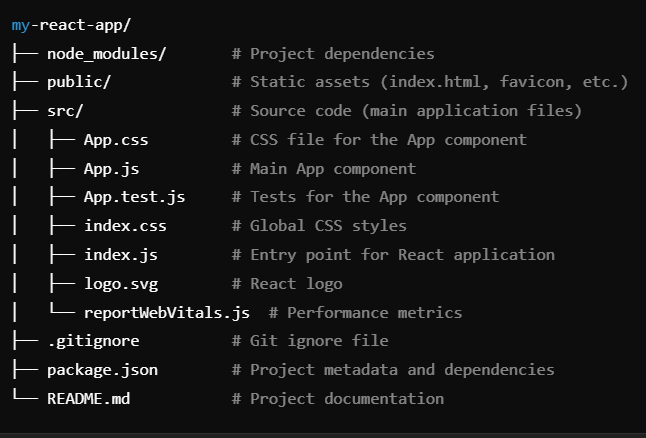 my-react-app/
├── node_modules/       # Project dependencies
├── public/             # Static assets (index.html, favicon, etc.)
├── src/                # Source code (main application files)
│   ├── App.css         # CSS file for the App component
│   ├── App.js          # Main App component
│   ├── App.test.js     # Tests for the App component
│   ├── index.css       # Global CSS styles
│   ├── index.js        # Entry point for React application
│   ├── logo.svg        # React logo
│   └── reportWebVitals.js  # Performance metrics
├── .gitignore          # Git ignore file
├── package.json        # Project metadata and dependencies
└── README.md           # Project documentation